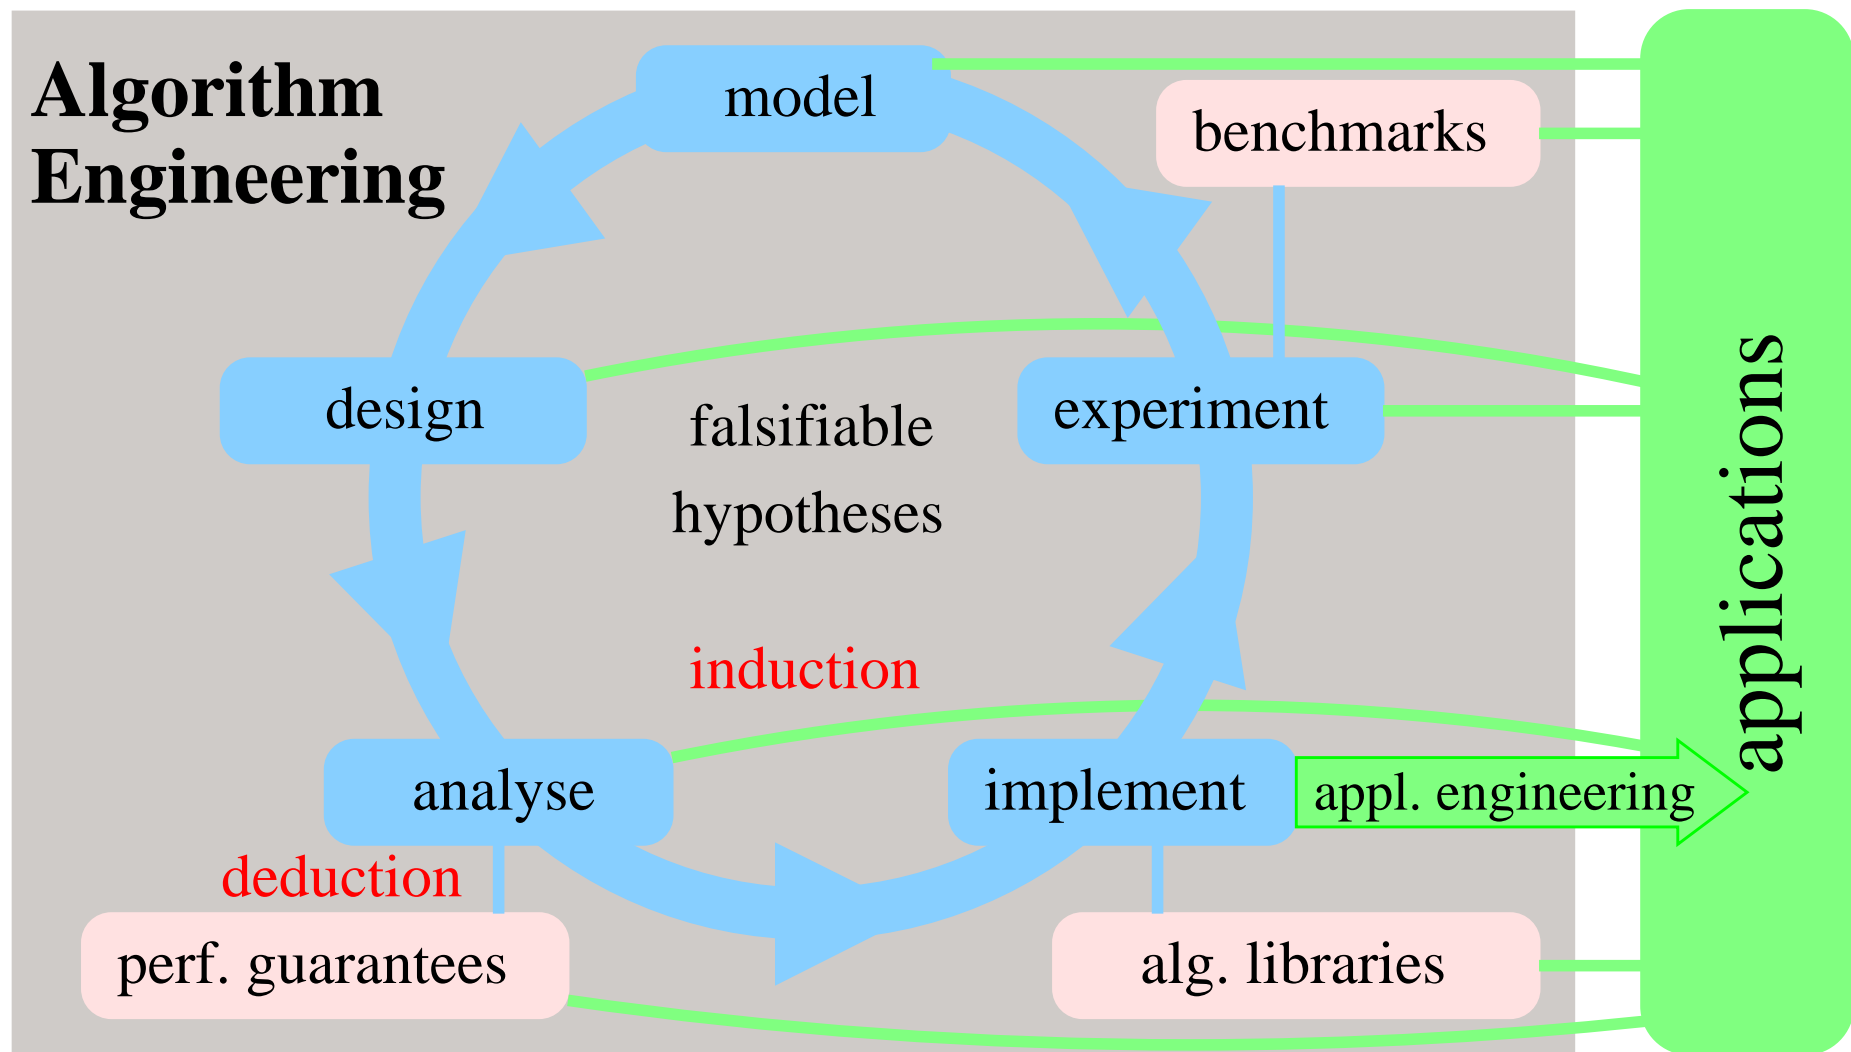 Algorithm
Engineering
model
benchmarks
design
falsifiable
hypotheses
experiment
applications
induction
analyse
implement
appl. engineering
deduction
perf. guarantees
alg. libraries